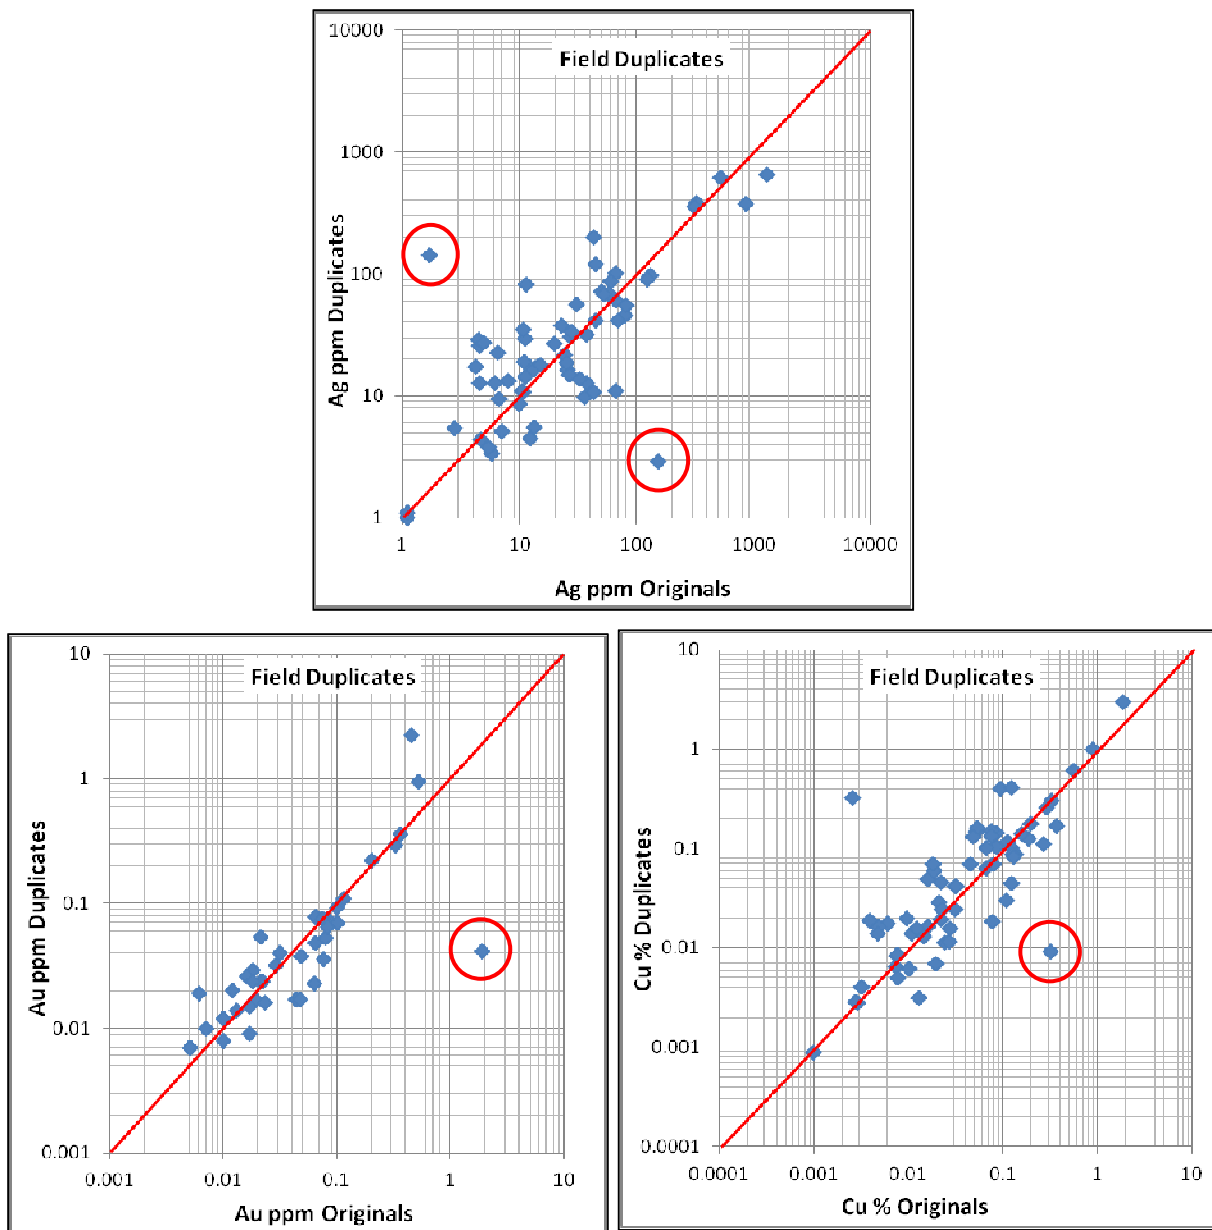 Field Duplicates
10000
1000
100
10
1
Ag ppm Duplicates
1 10 100 1000 10000
Ag ppm Originals
Field Duplicates
10
1
0.1
0.01
0.001
Au ppm Duplicates
0.001 0.01 0.1 1 10
Au ppm Originals
Field Duplicates
10
1
0.1
0.01
0.001
0.0001
Cu % Duplicates
0.0001 0.001 0.01 0.1 1 10
Cu % Originals